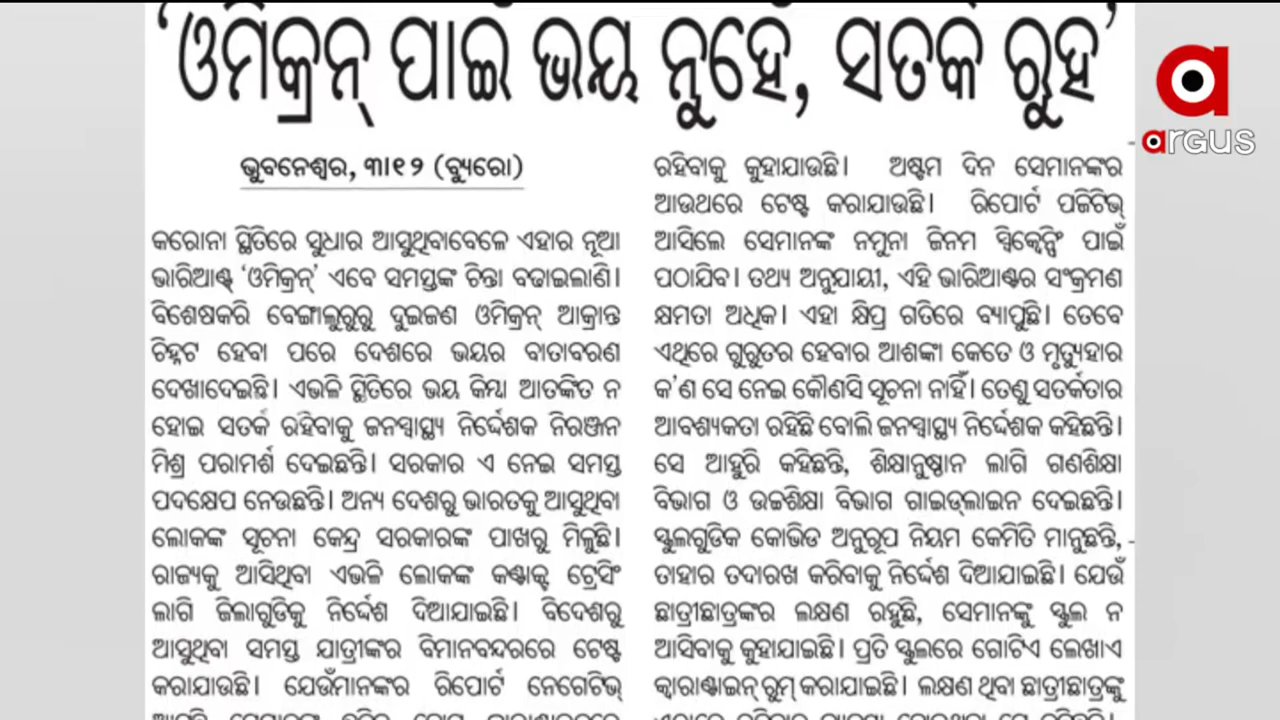 ‘ଓମିକ୍ରନ୍ ପାଇଁ ଭୟ ନୁହେଁ, ସତର୍କ ରୁହ’
argus
ଭୁବନେଶ୍ୱର, ୩ା୧୨ (ବ୍ୟୁରୋ)
କରୋନା ସ୍ଥିତିରେ ସୁଧାର ଆସୁଥିବାବେଳେ ଏହାର ନୂଆ
ଭାରିଆଣ୍ଟ୍ ‘ଓମିକ୍ରନ୍’ ଏବେ ସମସ୍ତଙ୍କ ଚିନ୍ତା ବଢାଇଲାଣି।
ବିଶେଷକରି ବେଙ୍ଗାଲୁରୁରୁ ଦୁଇଜଣ ଓମିକ୍ରନ୍ ଆକ୍ରାନ୍ତ
ଚିହ୍ନଟ ହେବା ପରେ ଦେଶରେ ଭୟର ବାତାବରଣ
ଦେଖାଦେଇଛି। ଏଭଳି ସ୍ଥିତିରେ ଭୟ କିମ୍ବା ଆତଙ୍କିତ ନ
ହୋଇ ସତର୍କ ରହିବାକୁ ଜନସ୍ୱାସ୍ଥ୍ୟ ନିର୍ଦ୍ଦେଶକ ନିରଞ୍ଜନ
ମିଶ୍ର ପରାମର୍ଶ ଦେଇଛନ୍ତି। ସରକାର ଏ ନେଇ ସମସ୍ତ
ପଦକ୍ଷେପ ନେଉଛନ୍ତି। ଅନ୍ୟ ଦେଶରୁ ଭାରତକୁ ଆସୁଥିବା
ଲୋକଙ୍କ ସୂଚନା କେନ୍ଦ୍ର ସରକାରଙ୍କ ପାଖରୁ ମିଳୁଛି।
ରାଜ୍ୟକୁ ଆସିଥିବା ଏଭଳି ଲୋକଙ୍କ କଣ୍ଟାକ୍ଟ ଟ୍ରେସିଂ
ଲାଗି ଜିଲାଗୁଡିକୁ ନିର୍ଦ୍ଦେଶ ଦିଆଯାଇଛି। ବିଦେଶରୁ
ଆସୁଥିବା ସମସ୍ତ ଯାତ୍ରୀଙ୍କର ବିମାନବନ୍ଦରରେ ଟେଷ୍ଟ
କରାଯାଉଛି। ଯେଉଁମାନଙ୍କର ରିପୋର୍ଟ ନେଗେଟିଭ୍
ରହିବାକୁ କୁହାଯାଉଛି। ଅଷ୍ଟମ ଦିନ ସେମାନଙ୍କର
ଆଉଥରେ ଟେଷ୍ଟ କରାଯାଉଛି। ରିପୋର୍ଟ ପଜିଟିଭ୍
ଆସିଲେ ସେମାନଙ୍କ ନମୁନା ଜିନମ ସିକ୍ୱେନ୍ସିଂ ପାଇଁ
ପଠାଯିବ। ତଥ୍ୟ ଅନୁଯାୟୀ, ଏହି ଭାରିଆଣ୍ଟର ସଂକ୍ରମଣ
କ୍ଷମତା ଅଧିକ। ଏହା କ୍ଷିପ୍ର ଗତିରେ ବ୍ୟାପୁଛି। ତେବେ
ଏଥିରେ ଗୁରୁତର ହେବାର ଆଶଙ୍କା କେତେ ଓ ମୃତ୍ୟୁହାର
କ’ଣ ସେ ନେଇ କୌଣସି ସୂଚନା ନାହିଁ। ତେଣୁ ସତର୍କତାର
ଆବଶ୍ୟକତା ରହିଛି ବୋଲି ଜନସ୍ୱାସ୍ଥ୍ୟ ନିର୍ଦ୍ଦେଶକ କହିଛନ୍ତି।
ସେ ଆହୁରି କହିଛନ୍ତି, ଶିକ୍ଷାନୁଷ୍ଠାନ ଲାଗି ଗଣଶିକ୍ଷା
ବିଭାଗ ଓ ଉଚ୍ଚଶିକ୍ଷା ବିଭାଗ ଗାଇଡ୍‌ଲାଇନ ଦେଇଛନ୍ତି।
ସ୍କୁଲଗୁଡିକ କୋଭିଡ ଅନୁରୂପ ନିୟମ କେମିତି ମାନୁଛନ୍ତି,
ତାହାର ତଦାରଖ କରିବାକୁ ନିର୍ଦ୍ଦେଶ ଦିଆଯାଇଛି। ଯେଉଁ
ଛାତ୍ରୀଛାତ୍ରଙ୍କର ଲକ୍ଷଣ ରହୁଛି, ସେମାନଙ୍କୁ ସ୍କୁଲ ନ
ଆସିବାକୁ କୁହାଯାଇଛି। ପ୍ରତି ସ୍କୁଲରେ ଗୋଟିଏ ଲେଖାଏ
କ୍ୱାରାଣ୍ଟାଇନ୍ ରୁମ୍ କରାଯାଇଛି। ଲକ୍ଷଣ ଥିବା ଛାତ୍ରୀଛାତ୍ରଙ୍କୁ